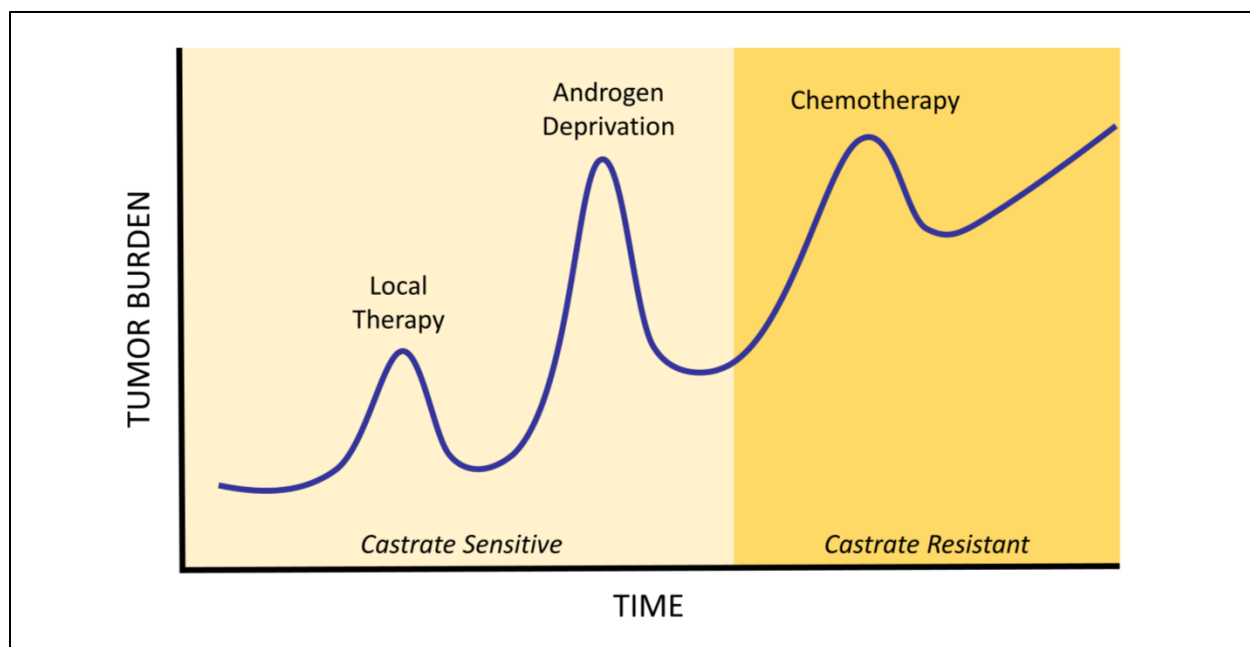 Androgen
Deprivation
Chemotherapy
Local
Therapy
TUMOR BURDEN
Castrate Sensitive
Castrate Resistant
TIME